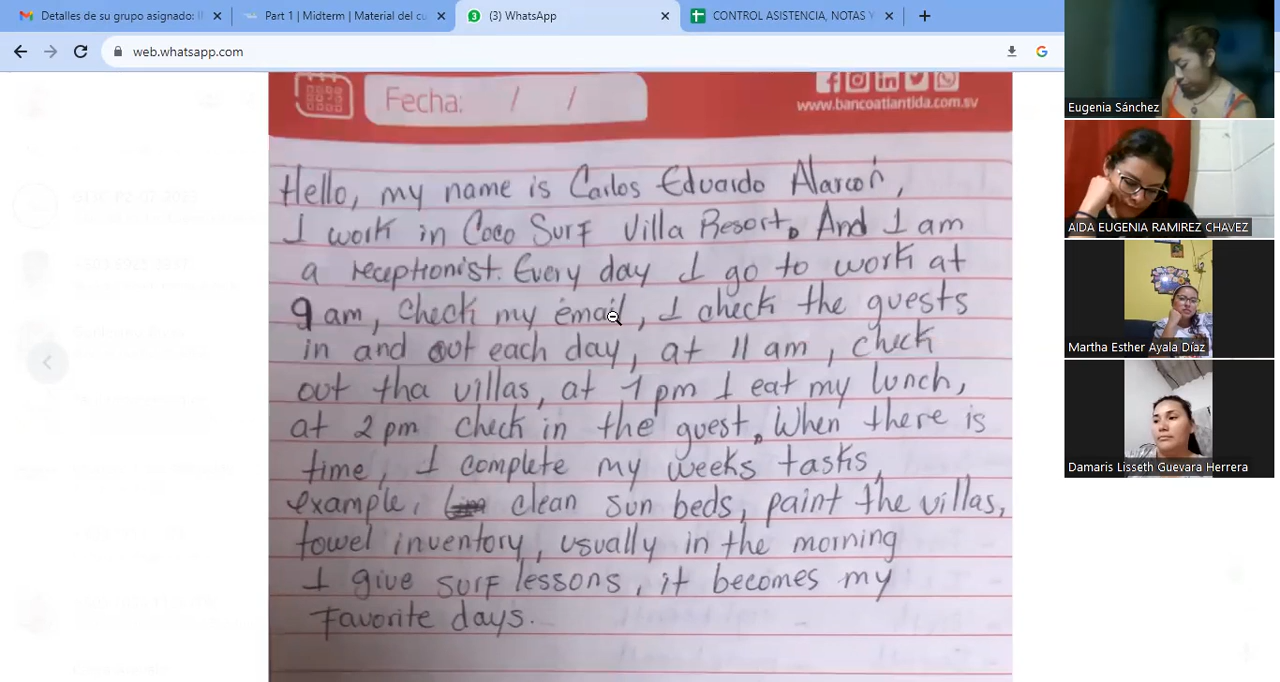 Detalles de su grupo asignado: I
Part 1 | Midterm | Material del cu
(3) WhatsApp
CONTROL ASISTENCIA, NOTAS Y
web.whatsapp.com
Fecha: / /
www.bancoatlantida.com.sv
Hello, my name is Carlos Eduardo Alarcón,
I work in Coco Surf Villa Resort. And I am
a receptionist. Every day I go to work at
9 am, check my email, I check the guests
in and out each day, at 11 am, chick
out tha villas, at 1 pm I eat my lunch,
at 2 pm check in the guest. When there is
time, I complete my weeks tasks,
example, clean sun beds, paint the villas,
towel inventory, usually in the morning
I give surf lessons, it becomes my
favorite days.
Eugenia Sánchez
AIDA EUGENIA RAMIREZ CHAVEZ
Martha Esther Ayala Díaz
Damaris Lisseth Guevara Herrera